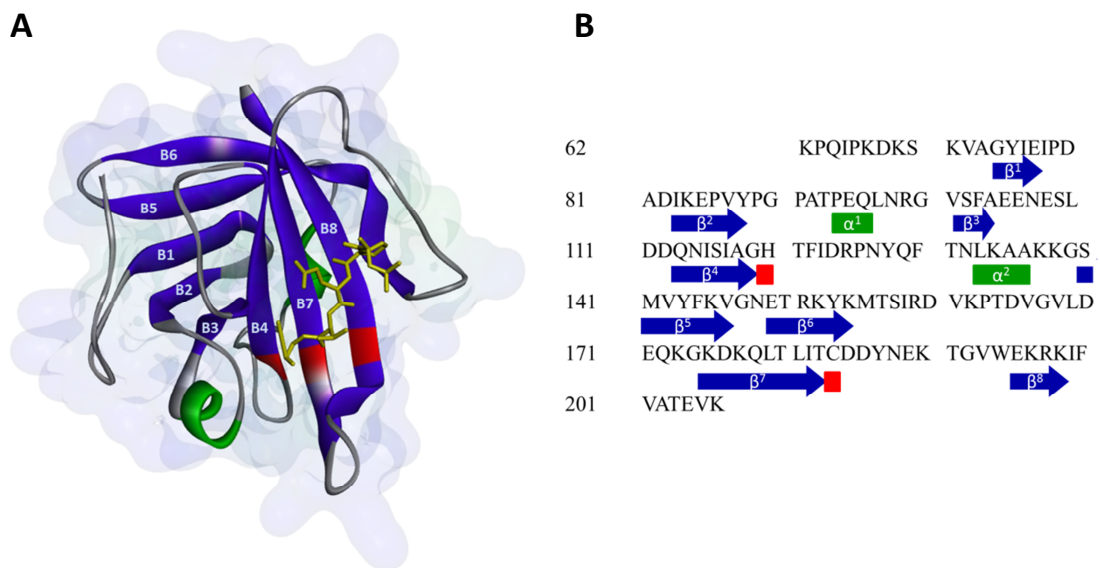 A
B
B6
B5
B8
B1
B2
B7
B3
B4
62 KPQIPKDKS KVAGYIEIPD
β1
81 ADIKEPVYPG PATPEQLNRG VSFAEENESL
β2 α1 β3
111 DDQNISIAGH TFIDRPNYQF TNLKAAKKGS
β4 α2
141 MVYFKVGNET RKYKMTSIRD VKPTDVGVLD
β5 β6
171 EQKGKDKQLT LITCDDYNEK TGVWEKRKIF
β7 β8
201 VATEVK